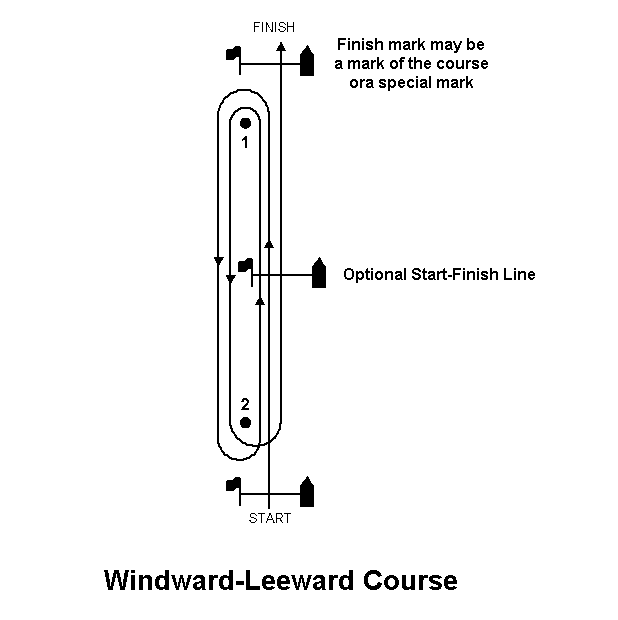 FINISH
Finish mark may be
a mark of the course
ora special mark
1
Optional Start-Finish Line
2
START
Windward-Leeward Course